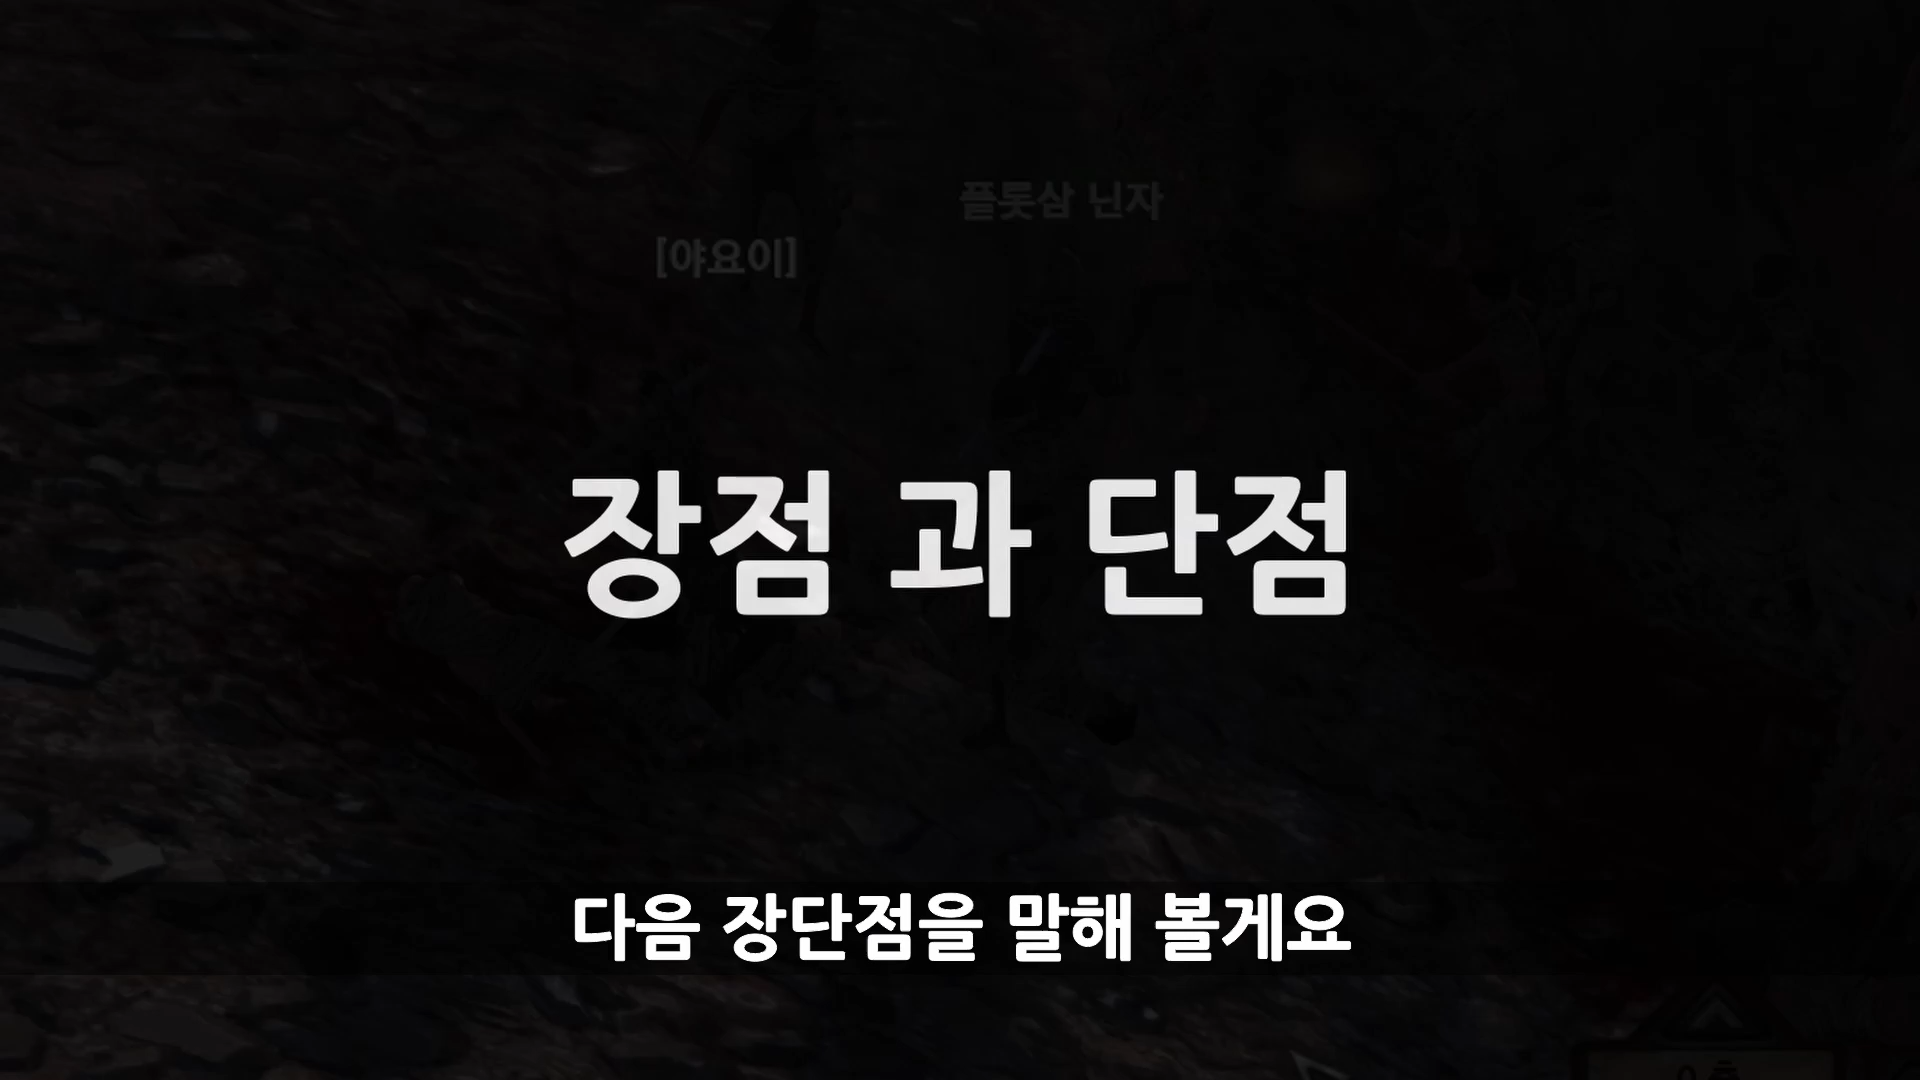 플롯삼 닌자
[야요이]
장점 과 단점
다음 장단점을 말해 볼게요